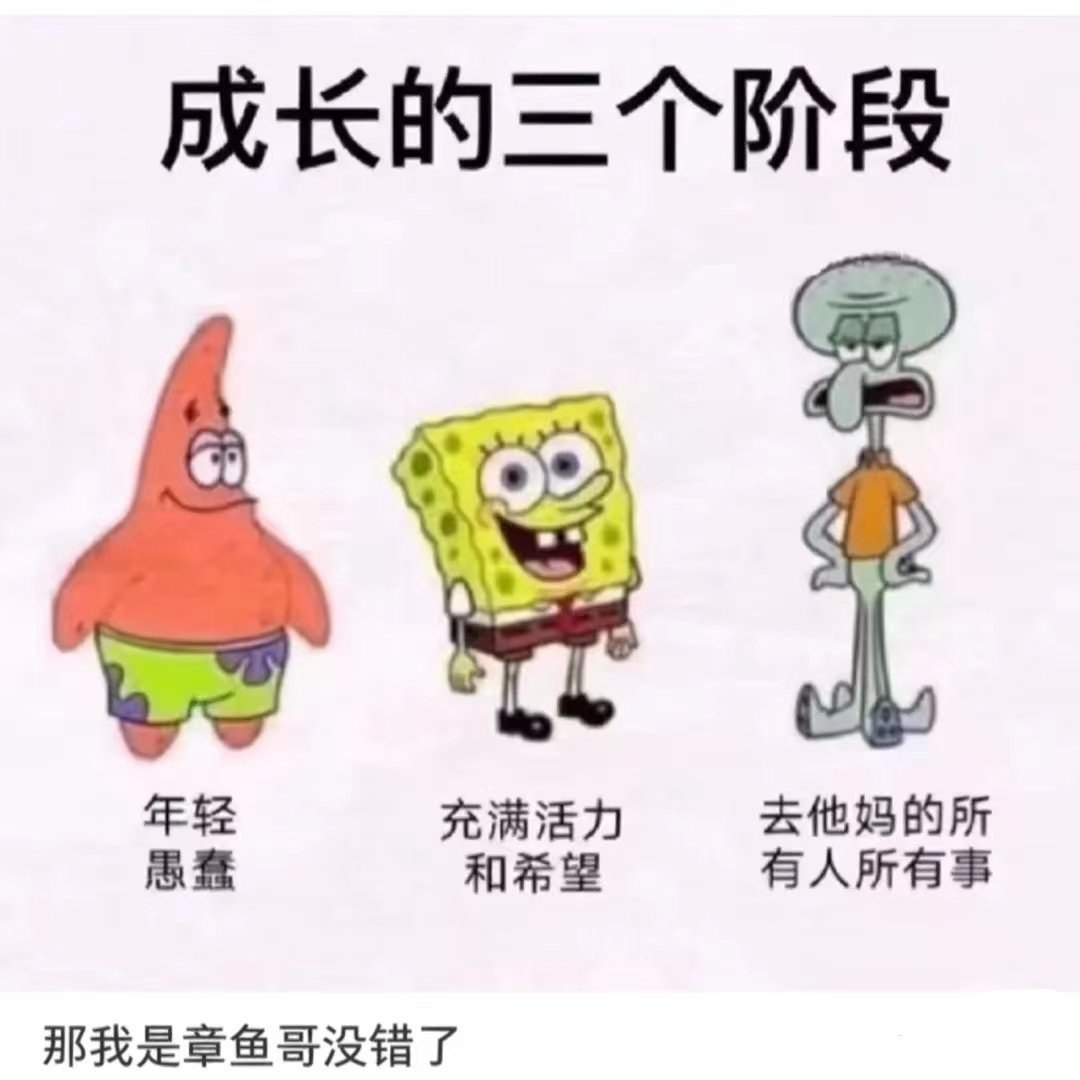 成长的三个阶段
年轻
愚蠢
充满活力
和希望
去他妈的所
有人所有事
那我是章鱼哥没错了